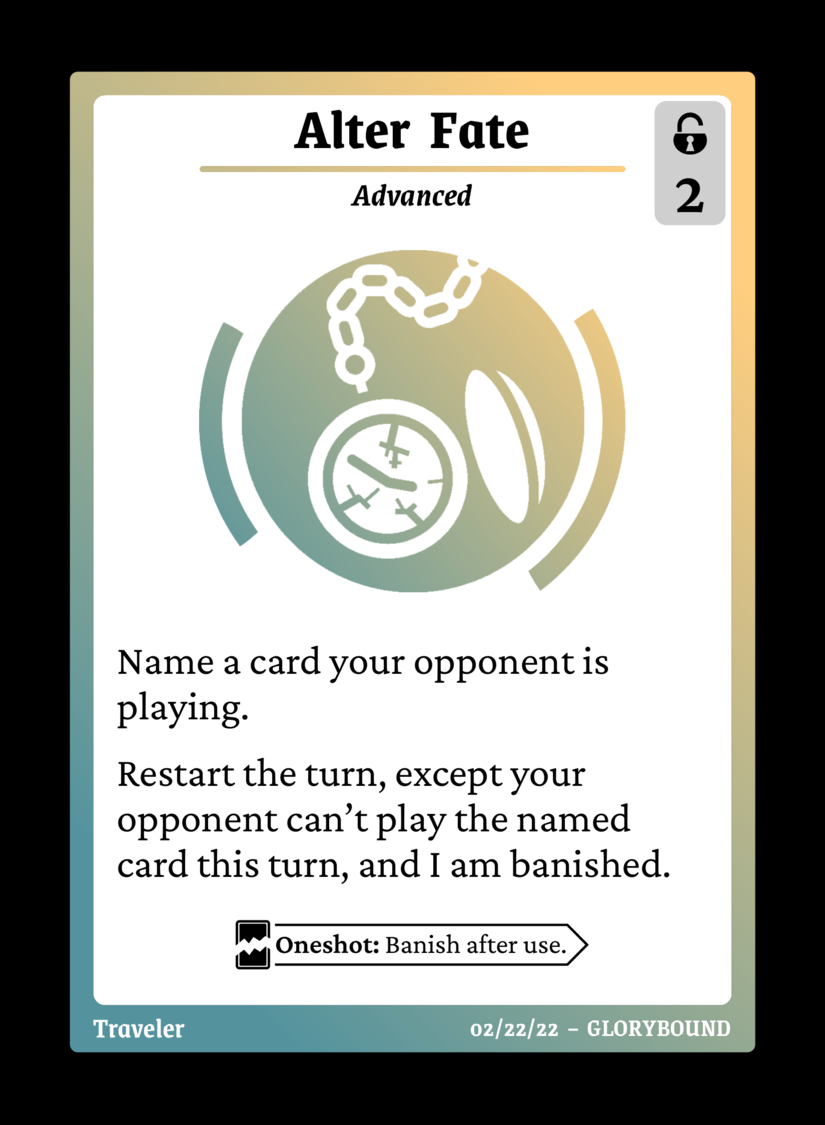 Alter Fate
2
Advanced
Name a card your opponent is
playing.
Restart the turn, except your
opponent can’t play the named
card this turn, and I am banished.
Oneshot: Banish after use.
Traveler
02/22/22 – GLORYBOUND